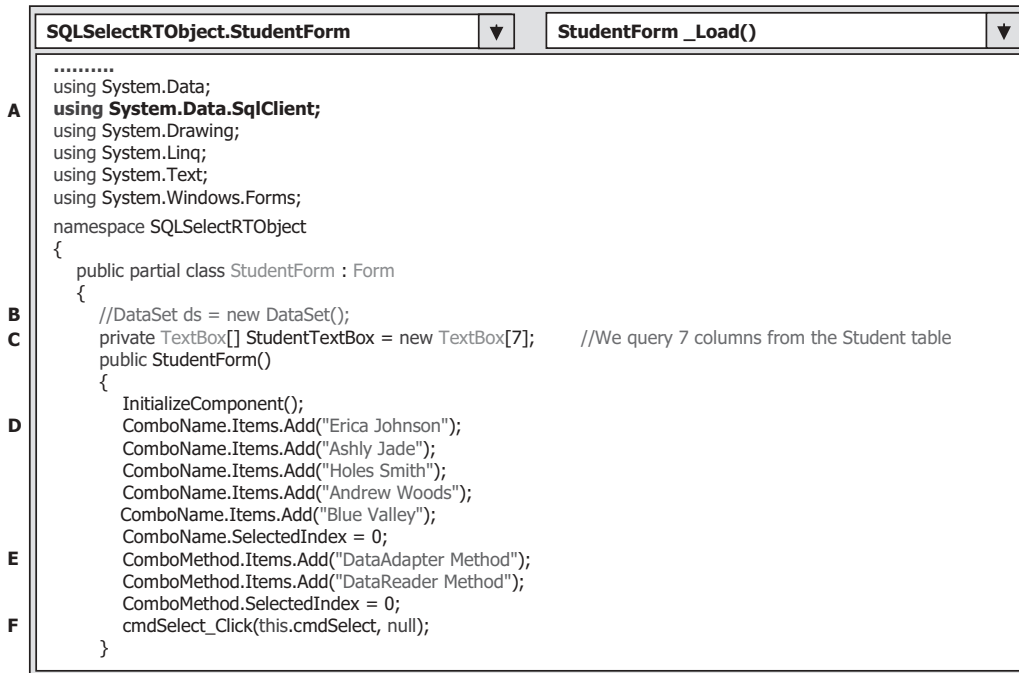 SQLSelectRTObject.StudentForm StudentForm _Load()
..........
using System.Data;
A using System.Data.SqlClient;
using System.Drawing;
using System.Linq;
using System.Text;
using System.Windows.Forms;
namespace SQLSelectRTObject
{
public partial class StudentForm : Form
{
B //DataSet ds = new DataSet();
C private TextBox[] StudentTextBox = new TextBox[7]; //We query 7 columns from the Student table
public StudentForm()
{
InitializeComponent();
D ComboName.Items.Add("Erica Johnson");
ComboName.Items.Add("Ashly Jade");
ComboName.Items.Add("Holes Smith");
ComboName.Items.Add("Andrew Woods");
ComboName.Items.Add("Blue Valley");
ComboName.SelectedIndex = 0;
E ComboMethod.Items.Add("DataAdapter Method");
ComboMethod.Items.Add("DataReader Method");
ComboMethod.SelectedIndex = 0;
F cmdSelect_Click(this.cmdSelect, null);
}